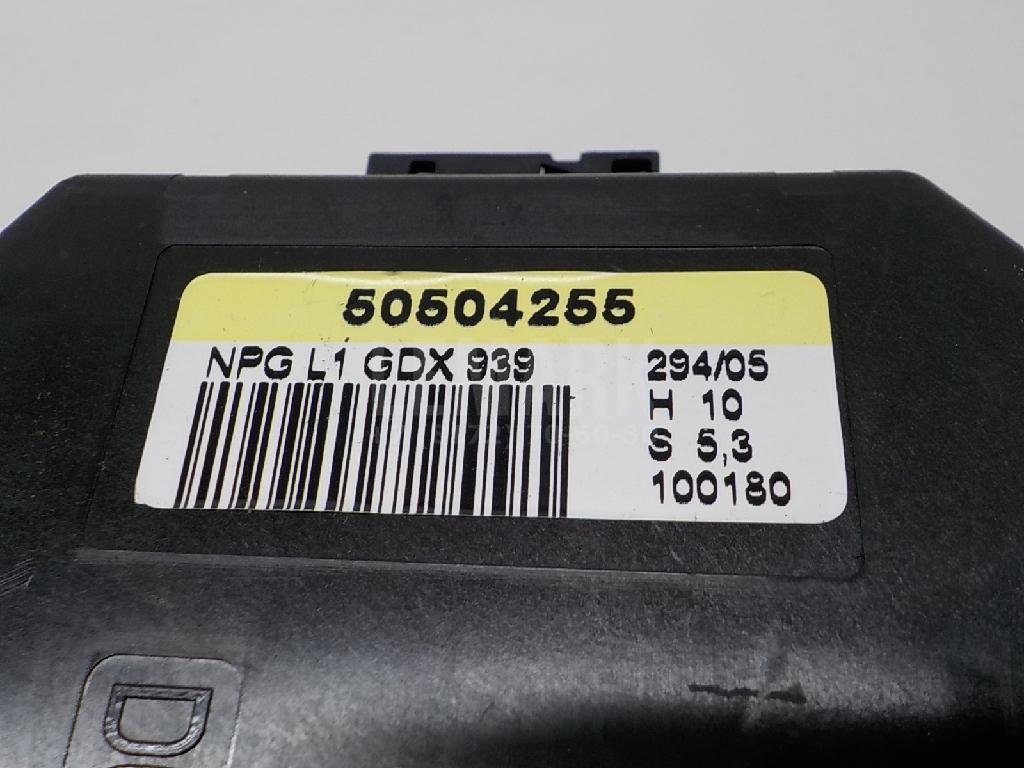 50504255
NPG L1 GDX 939
294/05
H 10
S 5,3
100180
D